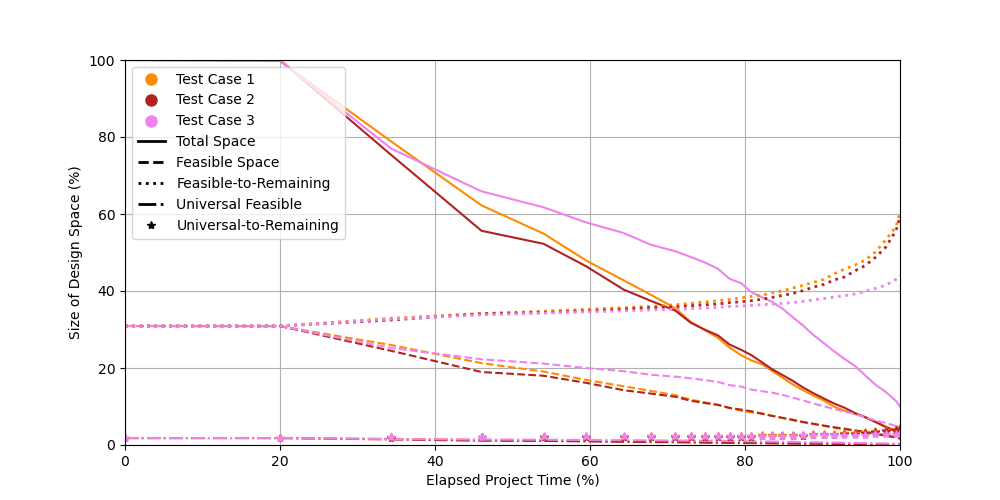 100
80
60
40
20
0
Size of Design Space (%)
Test Case 1
Test Case 2
Test Case 3
Total Space
Feasible Space
Feasible-to-Remaining
Universal Feasible
Universal-to-Remaining
0 20 40 60 80 100
Elapsed Project Time (%)